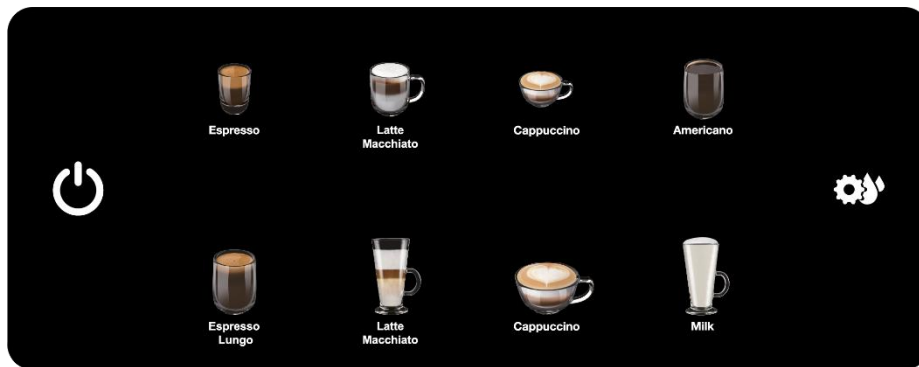 Espresso
Latte
Macchiato
Cappuccino
Americano
Espresso
Lungo
Latte
Macchiato
Cappuccino
Milk